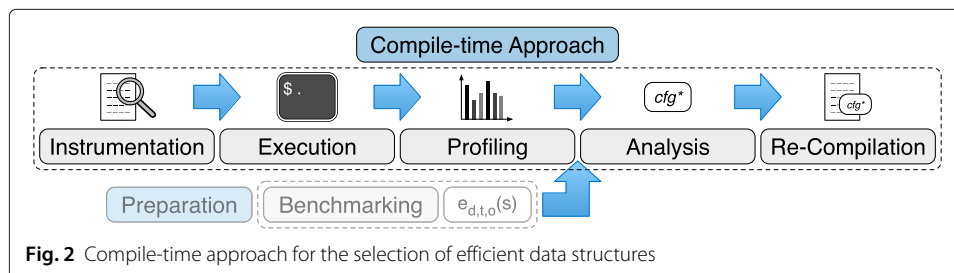 Compile-time Approach
$ .
cfg*
cfg*
Instrumentation Execution Profiling Analysis Re-Compilation
Preparation Benchmarking e_d,t,o(s)
Fig. 2 Compile-time approach for the selection of efficient data structures